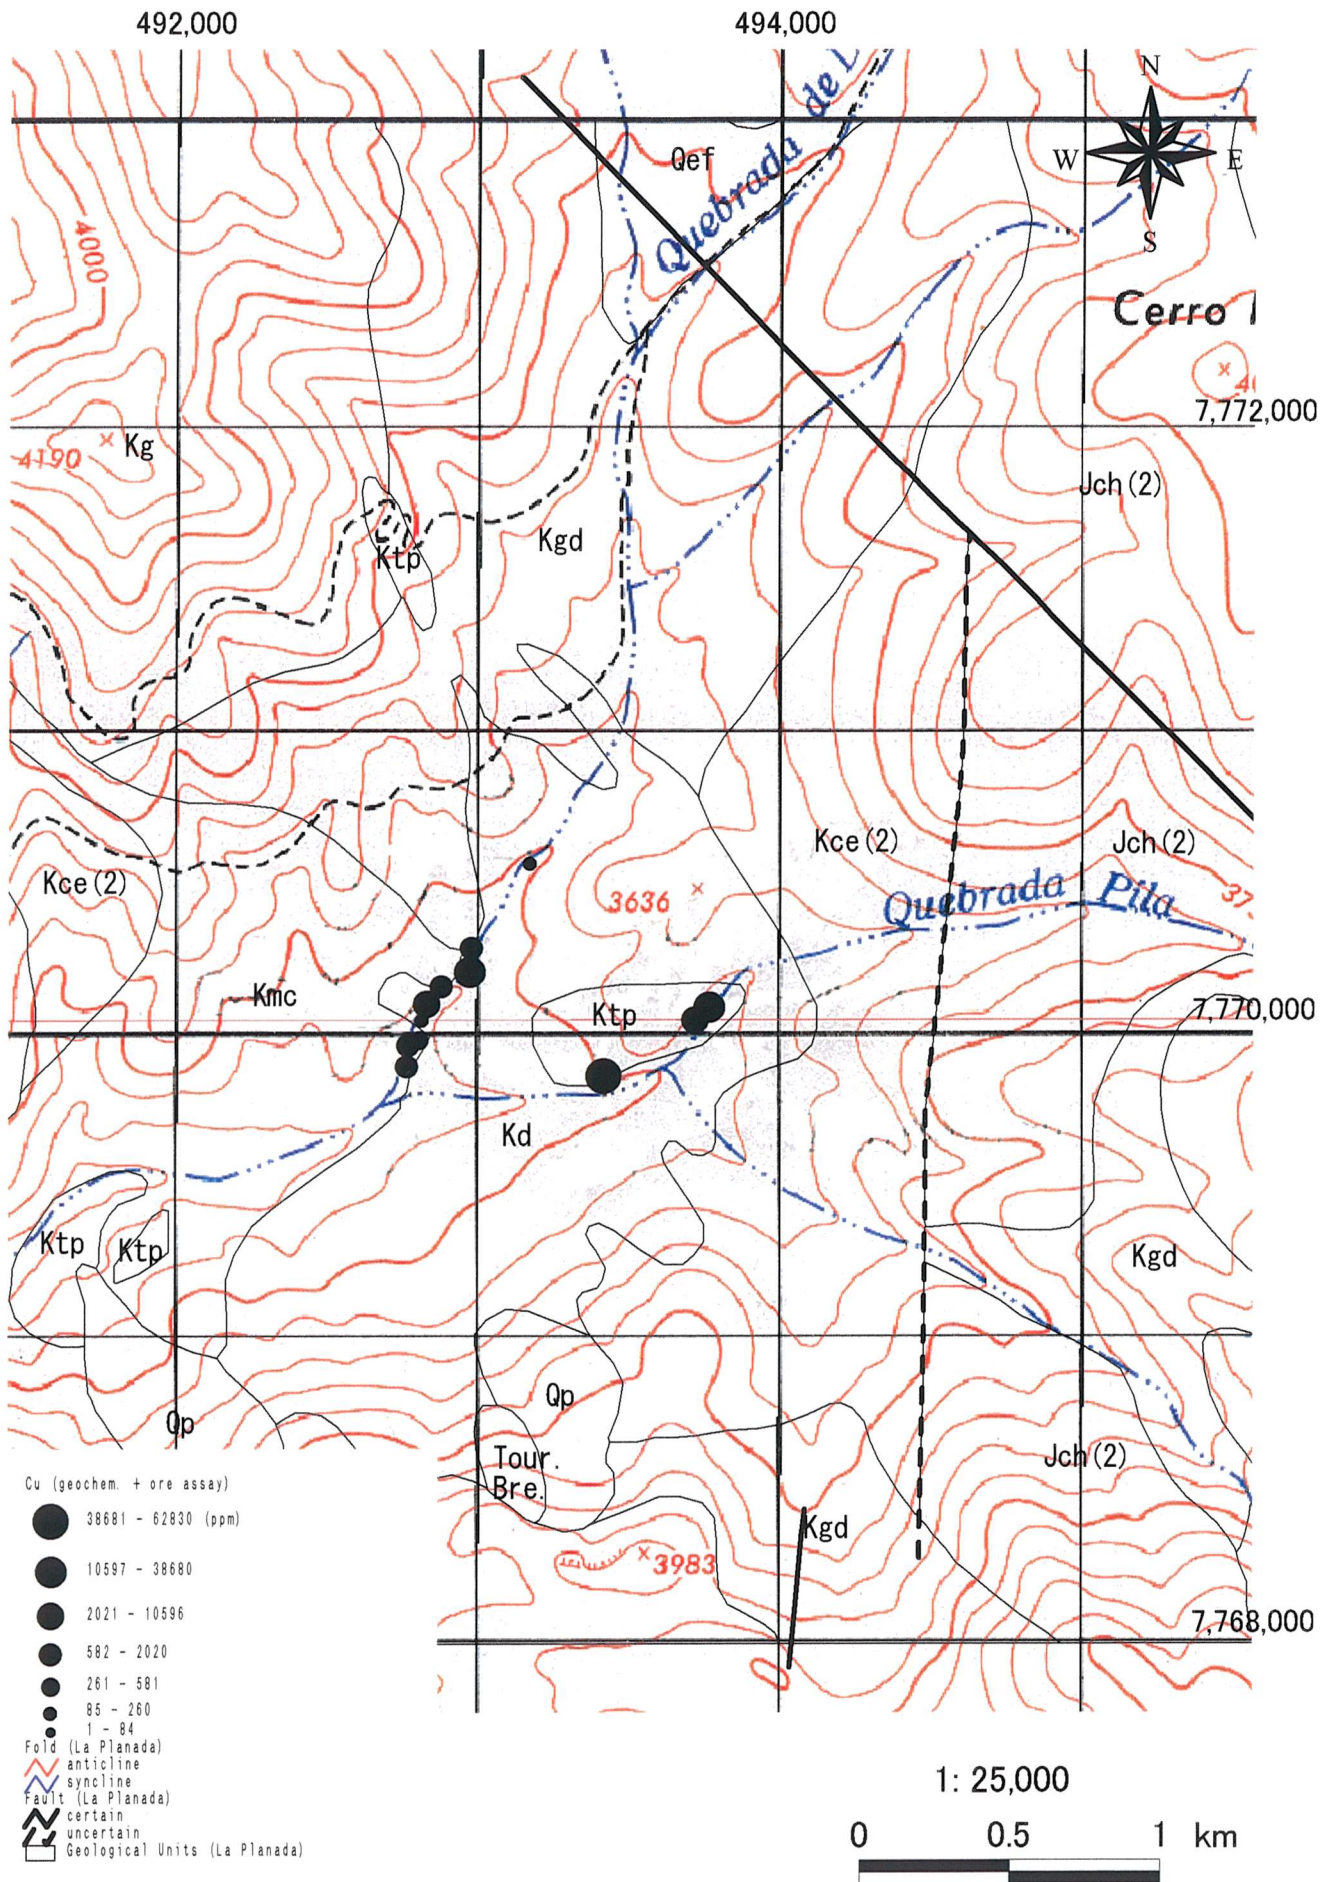 492,000
494,000
N
W
E
S
Quebrada de L
Qef
4000
Cerro
7,772,000
4190
Kg
Jch(2)
Kgd
Ktp
Kce(2)
Jch(2)
Kce(2)
3636
Quebrada Pila
37
Kmc
Ktp
7,770,000
Kd
Ktp
Ktp
Kgd
Qp
Qp
Tour.
Bre.
Jch(2)
Kgd
3983
7,768,000
Cu (geochem. + ore assay)
38681 - 62830 (ppm)
10597 - 38680
2021 - 10596
582 - 2020
261 - 581
85 - 260
1 - 84
Fold (La Planada)
anticline
syncline
Fault (La Planada)
certain
uncertain
Geological Units (La Planada)
1: 25,000
0 0.5 1 km